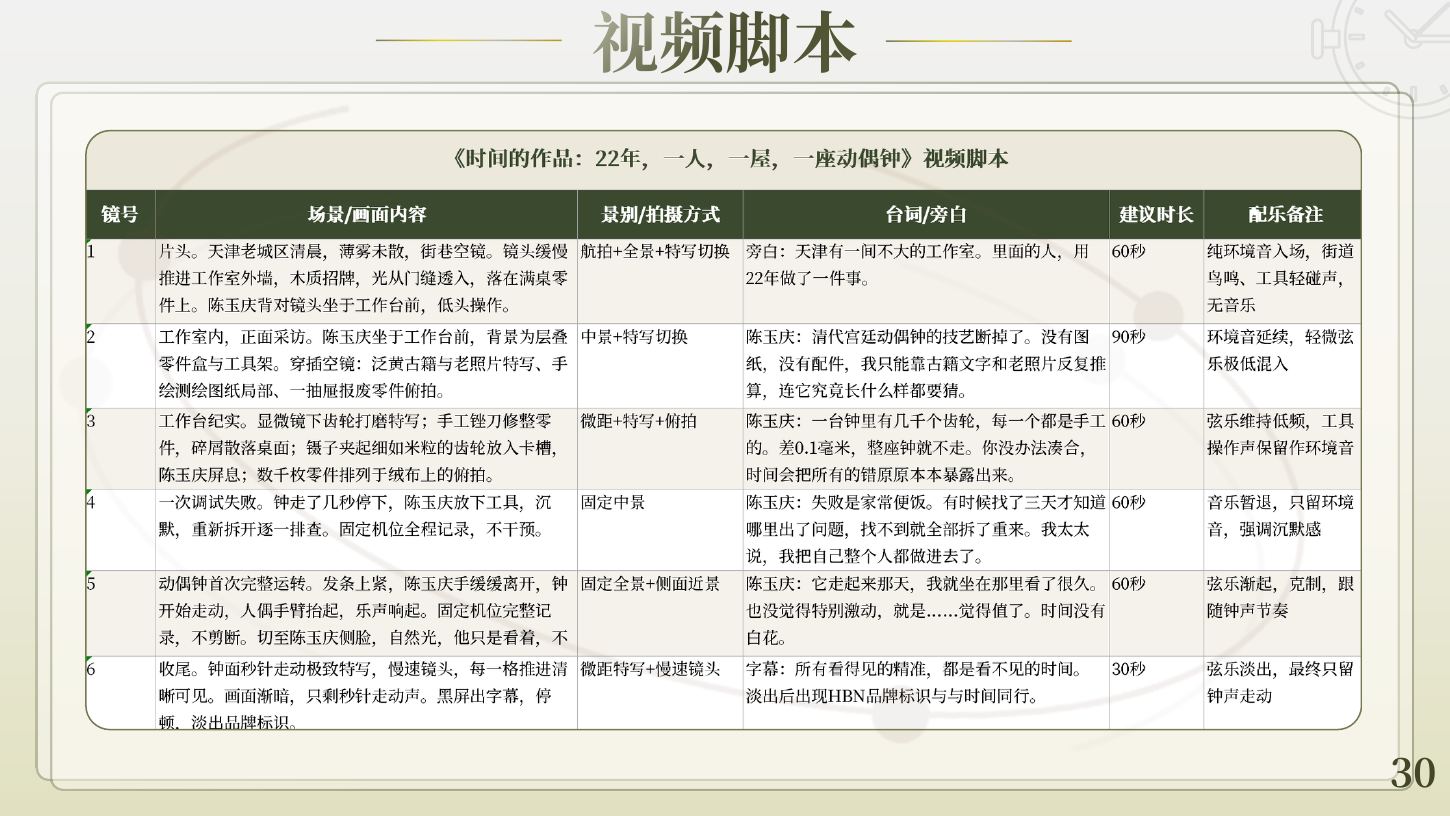 视频脚本
《时间的作品：22年，一人，一屋，一座动偶钟》视频脚本
镜号 场景/画面内容 景别/拍摄方式 台词/旁白 建议时长 配乐备注
1
片头。天津老城区清晨，薄雾未散，街巷空镜。镜头缓慢
推进工作室外墙，木质招牌，光从门缝透入，落在满桌零
件上。陈玉庆背对镜头坐于工作台前，低头操作。
航拍+全景+特写切换
旁白：天津有一间不大的工作室。里面的人，用
22年做了一件事。
60秒
纯环境音入场，街道
鸟鸣、工具轻碰声，
无音乐
2
工作室内，正面采访。陈玉庆坐于工作台前，背景为层叠
零件盒与工具架。穿插空镜：泛黄古籍与老照片特写、手
绘测绘图纸局部、一抽屉报废零件俯拍。
中景+特写切换
陈玉庆：清代宫廷动偶钟的技艺断掉了。没有图
纸，没有配件，我只能靠古籍文字和老照片反复推
算，连它究竟长什么样都要猜。
90秒
环境音延续，轻微弦
乐极低混入
3
工作台纪实。显微镜下齿轮打磨特写；手工锉刀修整零
件，碎屑散落桌面；镊子夹起细如米粒的齿轮放入卡槽，
陈玉庆屏息；数千枚零件排列于绒布上的俯拍。
微距+特写+俯拍
陈玉庆：一台钟里有几千个齿轮，每一个都是手工
的。差0.1毫米，整座钟就不走。你没办法凑合，
时间会把所有的错原原本本暴露出来。
60秒
弦乐维持低频，工具
操作声保留作环境音
4
一次调试失败。钟走了几秒停下，陈玉庆放下工具，沉
默，重新拆开逐一排查。固定机位全程记录，不干预。
固定中景
陈玉庆：失败是家常便饭。有时候找了三天才知道
哪里出了问题，找不到就全部拆了重来。我太太
说，我把自己整个人都做进去了。
60秒
音乐暂退，只留环境
音，强调沉默感
5
动偶钟首次完整运转。发条上紧，陈玉庆手缓缓离开，钟
开始走动，人偶手臂抬起，乐声响起。固定机位完整记
录，不剪断。切至陈玉庆侧脸，自然光，他只是看着，不
固定全景+侧面近景
陈玉庆：它走起来那天，我就坐在那里看了很久。
也没觉得特别激动，就是……觉得值了。时间没有
白花。
60秒
弦乐渐起，克制，跟
随钟声节奏
6
收尾。钟面秒针走动极致特写，慢速镜头，每一格推进清
晰可见。画面渐暗，只剩秒针走动声。黑屏出字幕，停
顿，淡出品牌标识。
微距特写+慢速镜头
字幕：所有看得见的精准，都是看不见的时间。
淡出后出现HBN品牌标识与与时间同行。
30秒
弦乐淡出，最终只留
钟声走动
30